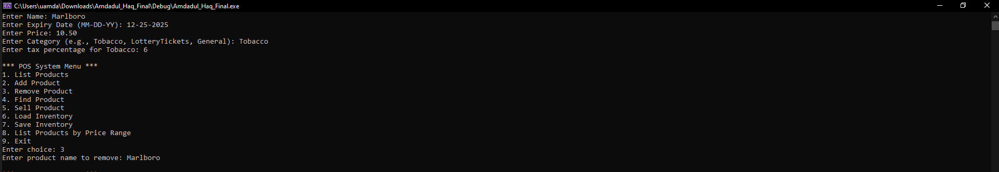 C:\Users\uamda\Downloads\Amdadul_Haq_Final\Debug\Amdadul_Haq_Final.exe
Enter Name: Marlboro
Enter Expiry Date (MM-DD-YY): 12-25-2025
Enter Price: 10.50
Enter Category (e.g., Tobacco, LotteryTickets, General): Tobacco
Enter tax percentage for Tobacco: 6
*** POS System Menu ***
1. List Products
2. Add Product
3. Remove Product
4. Find Product
5. Sell Product
6. Load Inventory
7. Save Inventory
8. List Products by Price Range
9. Exit
Enter choice: 3
Enter product name to remove: Marlboro